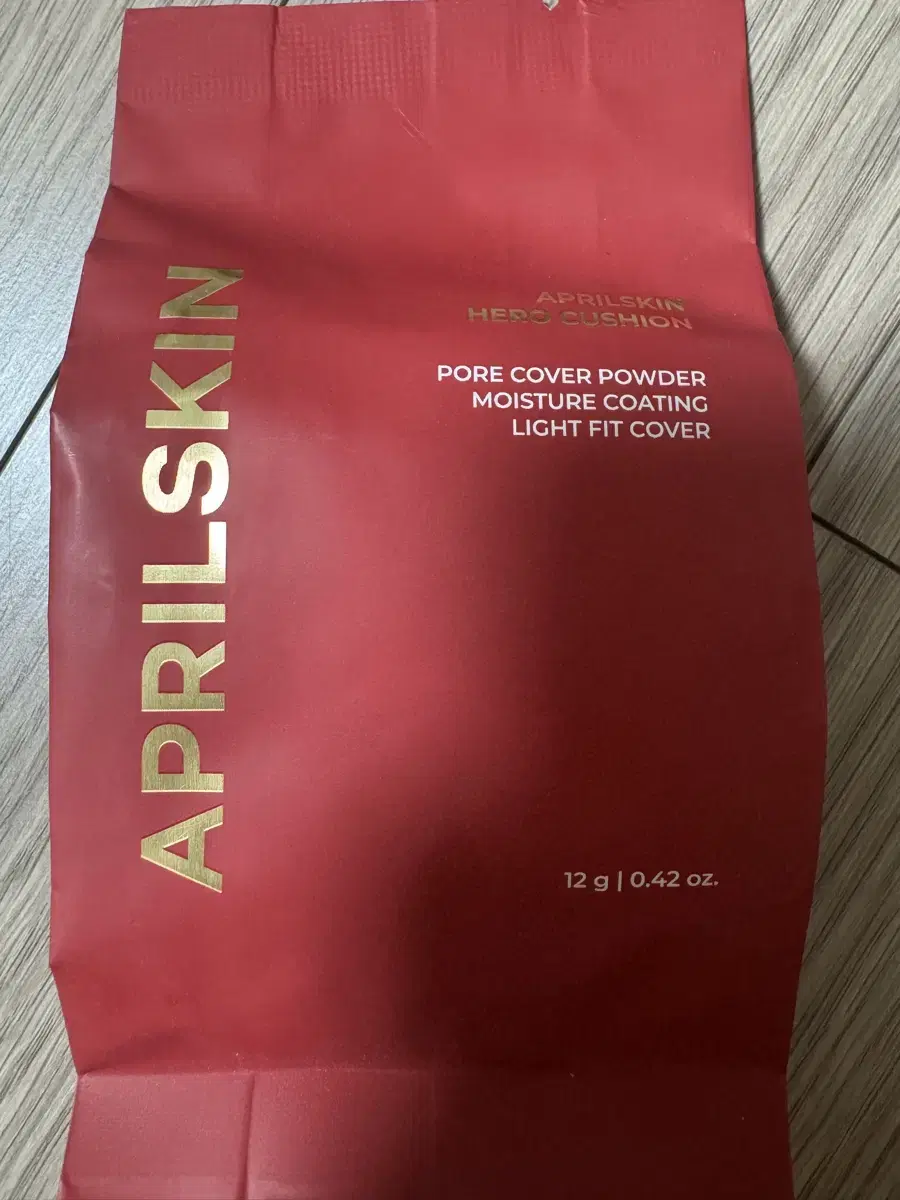 APRILSKIN
APRILSKIN
HERO CUSHION
PORE COVER POWDER
MOISTURE COATING
LIGHT FIT COVER
12 g | 0.42 oz.